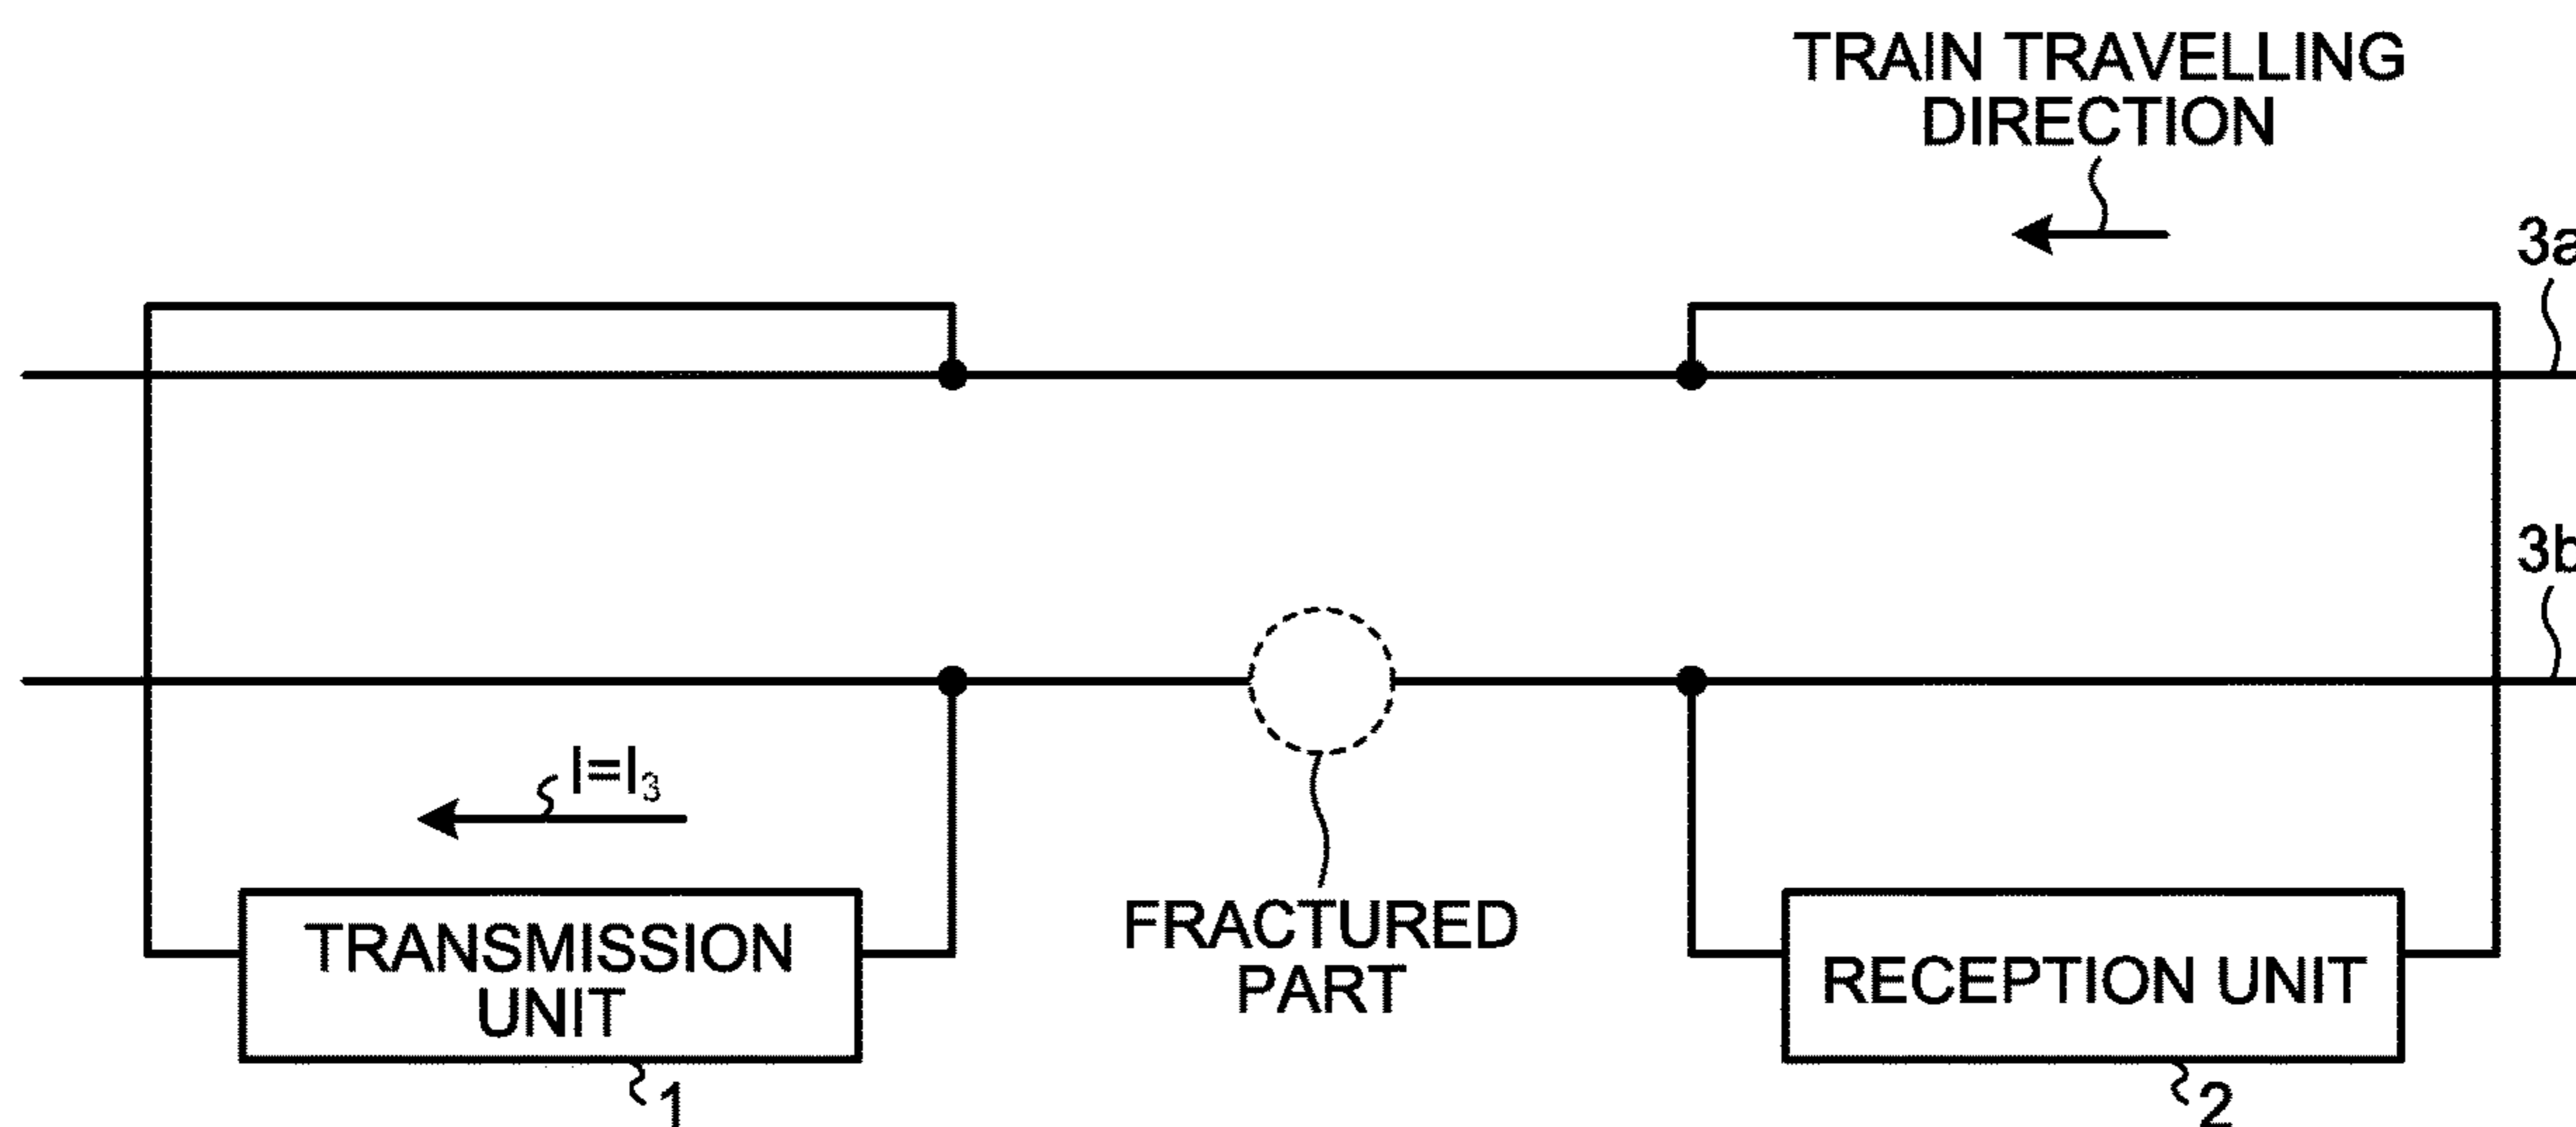 TRAIN TRAVELLING
DIRECTION
3a
3b
I=I₃
TRANSMISSION
UNIT
1
FRACTURED
PART
RECEPTION UNIT
2